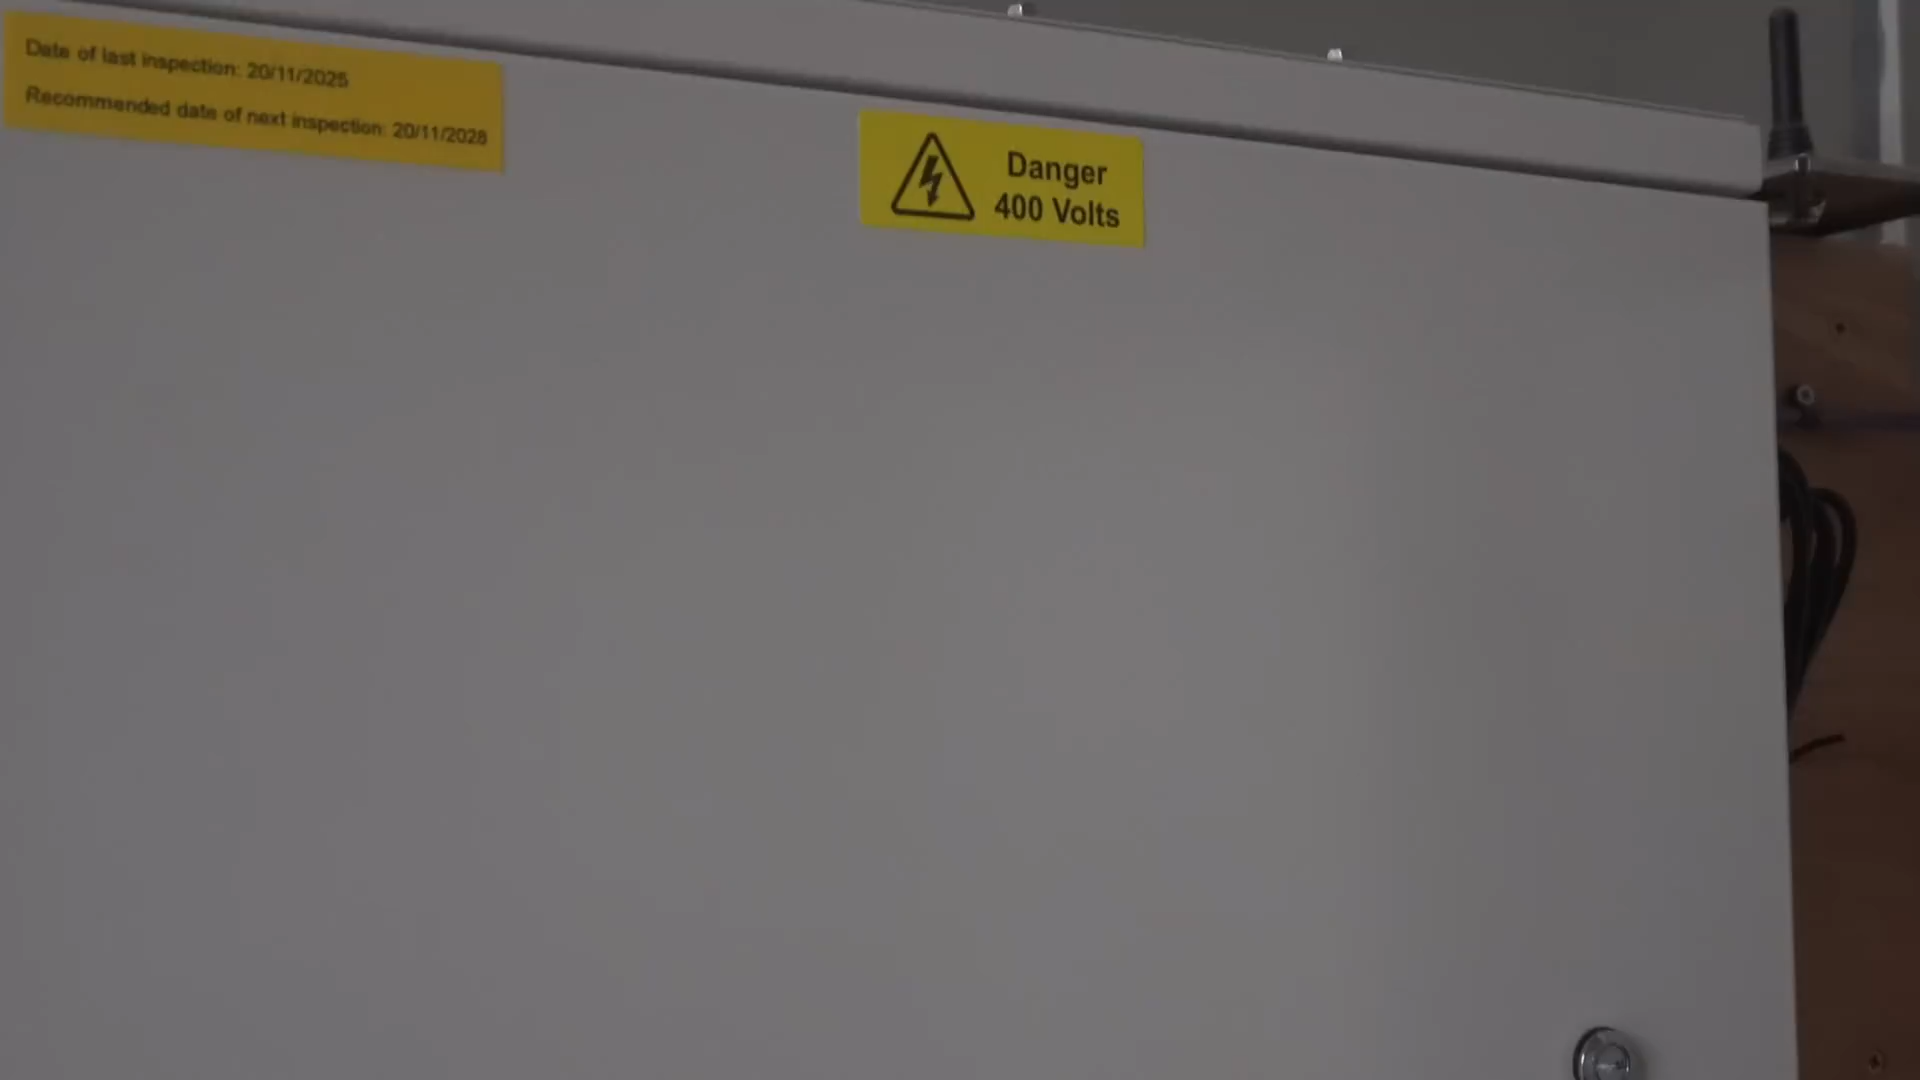 Date of last inspection: 20/11/2025
Recommended date of next inspection: 20/11/2028
Danger
400 Volts